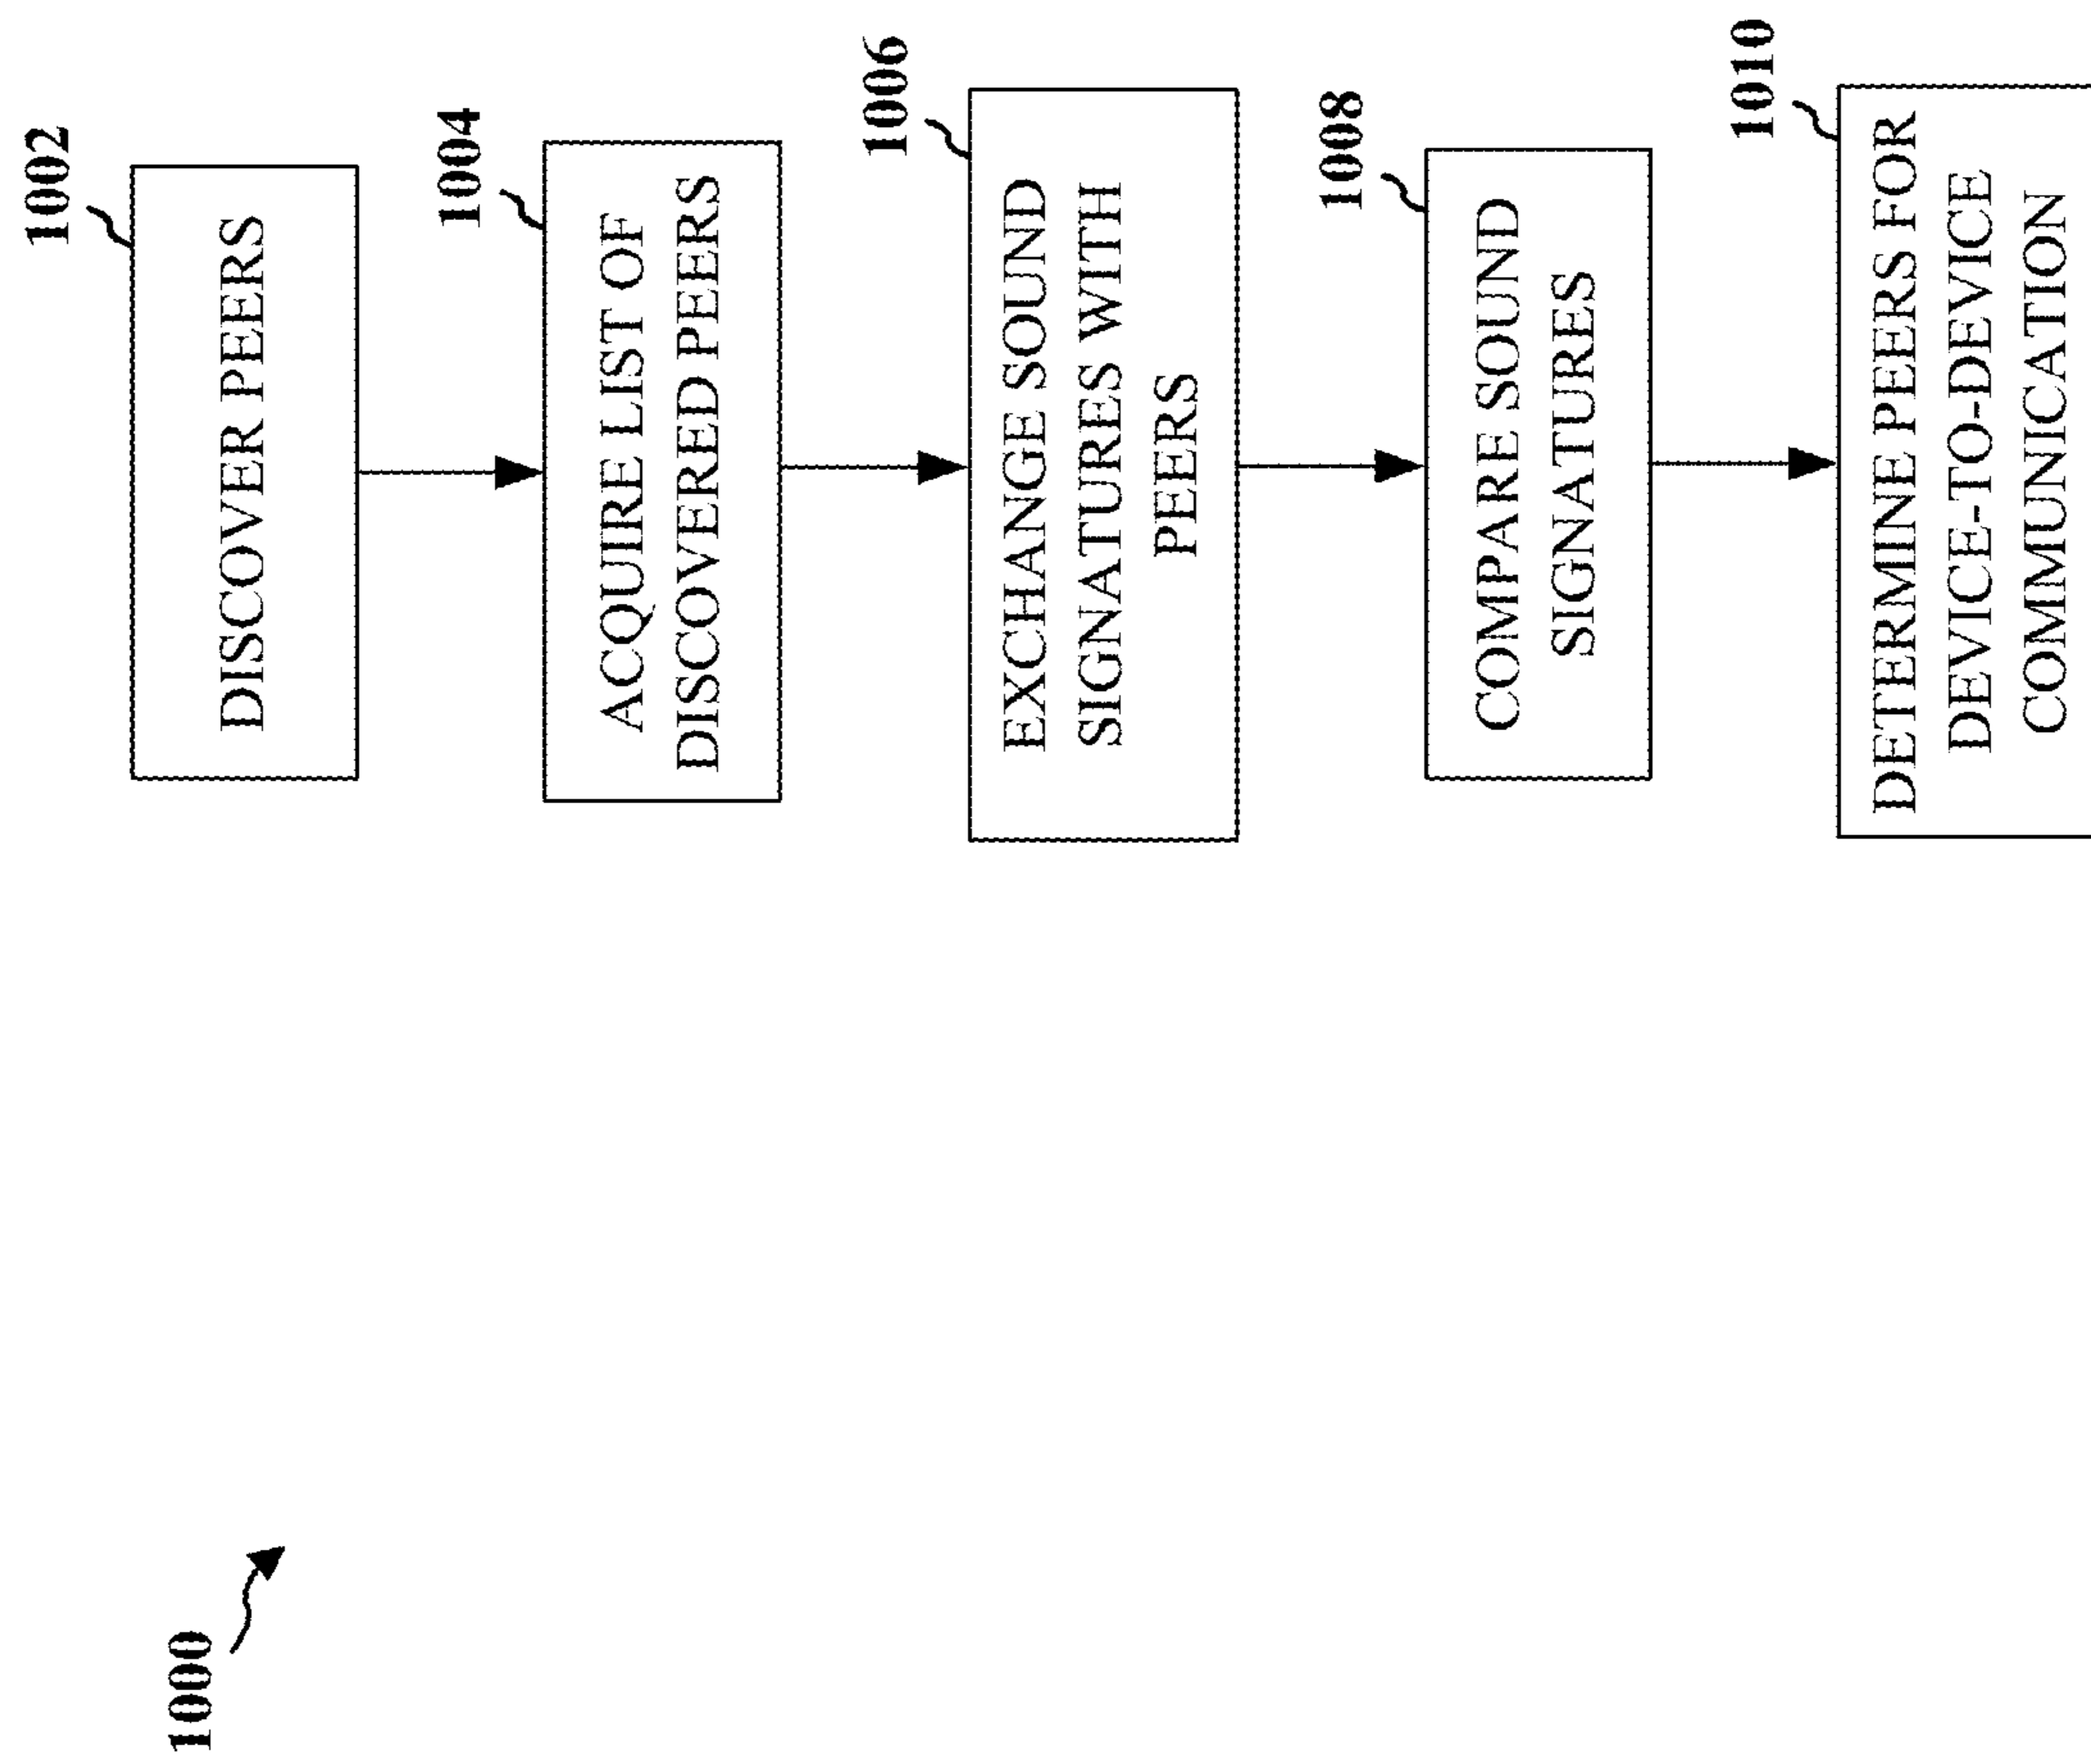 1000
1002
DISCOVER PEERS
1004
ACQUIRE LIST OF
DISCOVERED PEERS
1006
EXCHANGE SOUND
SIGNATURES WITH
PEERS
1008
COMPARE SOUND
SIGNATURES
1010
DETERMINE PEERS FOR
DEVICE-TO-DEVICE
COMMUNICATION